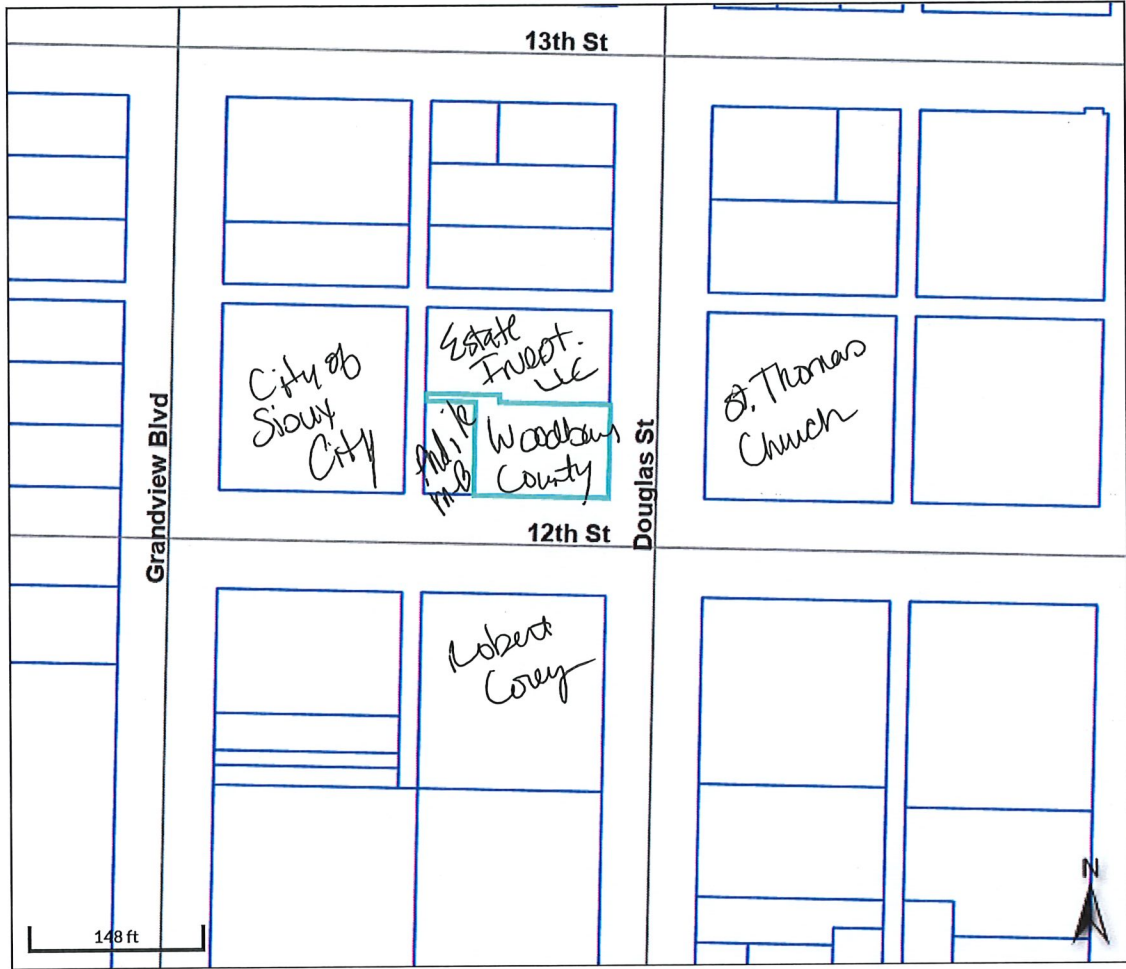 13th St
Estate
Invest.
LLC
City of
Sioux
City
St. Thomas
Church
Woodbury
County
Grandview Blvd
Douglas St
12th St
Robert
Corey
N
148 ft